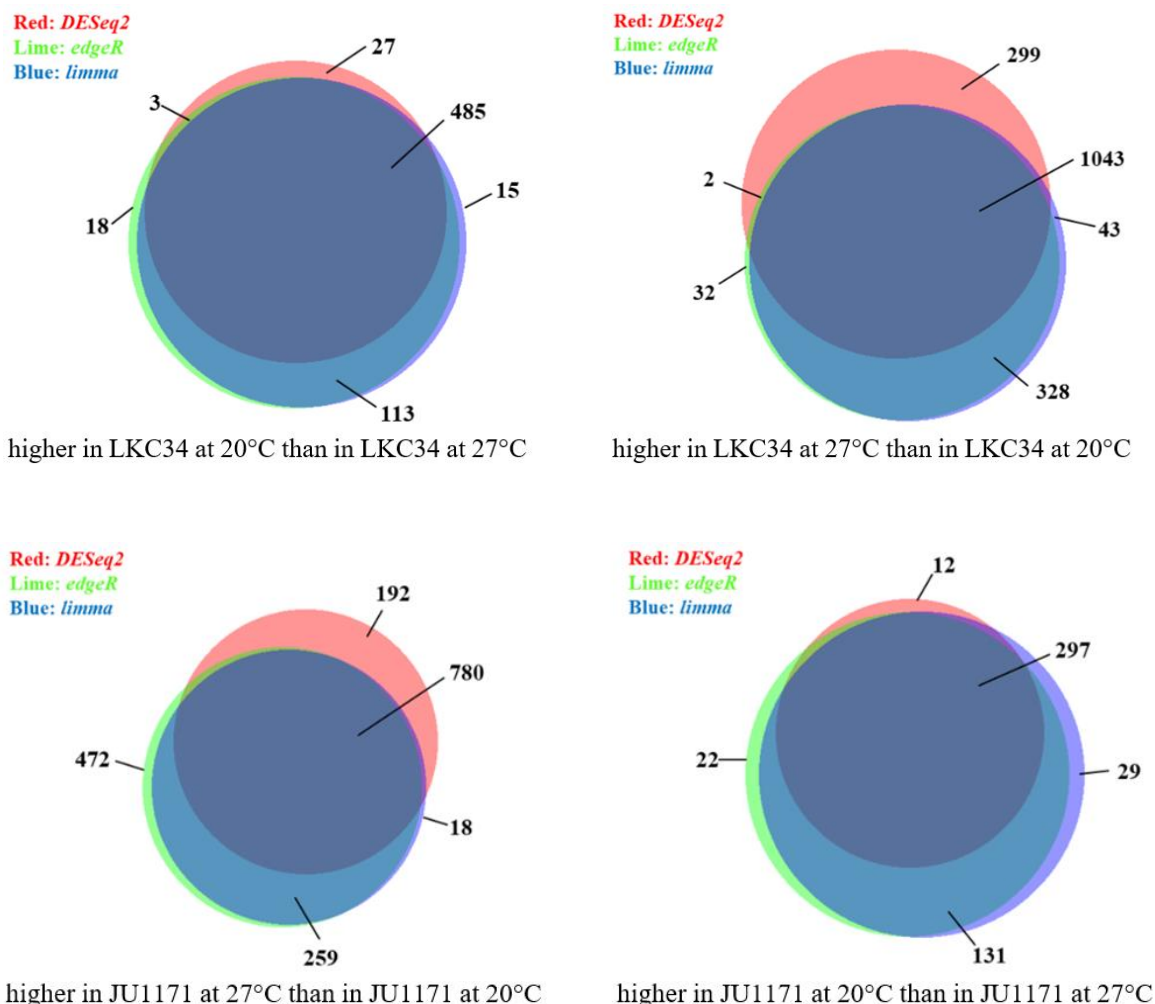 Red: DESeq2
Lime: edgeR
Blue: limma
27
3
485
15
18
113
higher in LKC34 at 20°C than in LKC34 at 27°C
Red: DESeq2
Lime: edgeR
Blue: limma
299
1043
2
43
32
328
higher in LKC34 at 27°C than in LKC34 at 20°C
Red: DESeq2
Lime: edgeR
Blue: limma
192
780
472
18
259
higher in JU1171 at 27°C than in JU1171 at 20°C
Red: DESeq2
Lime: edgeR
Blue: limma
12
297
22
29
131
higher in JU1171 at 20°C than in JU1171 at 27°C